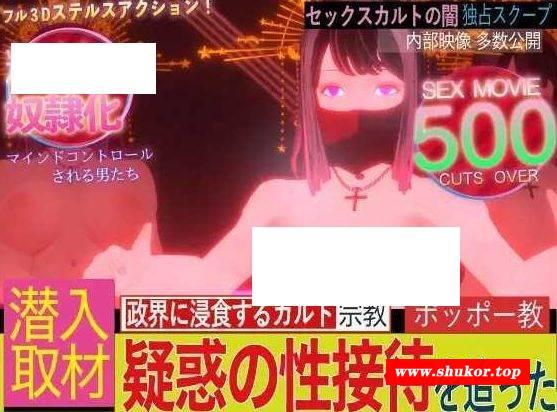 フル3Dステルスアクション！
セックスカルトの闇 独占スクープ
内部映像 多数公開
奴隷化
マインドコントロール
される男たち
SEX MOVIE
500
CUTS OVER
潜入
取材
政界に浸食するカルト宗教
ホッポー教
疑惑の性接待を追った
www.shukor.top